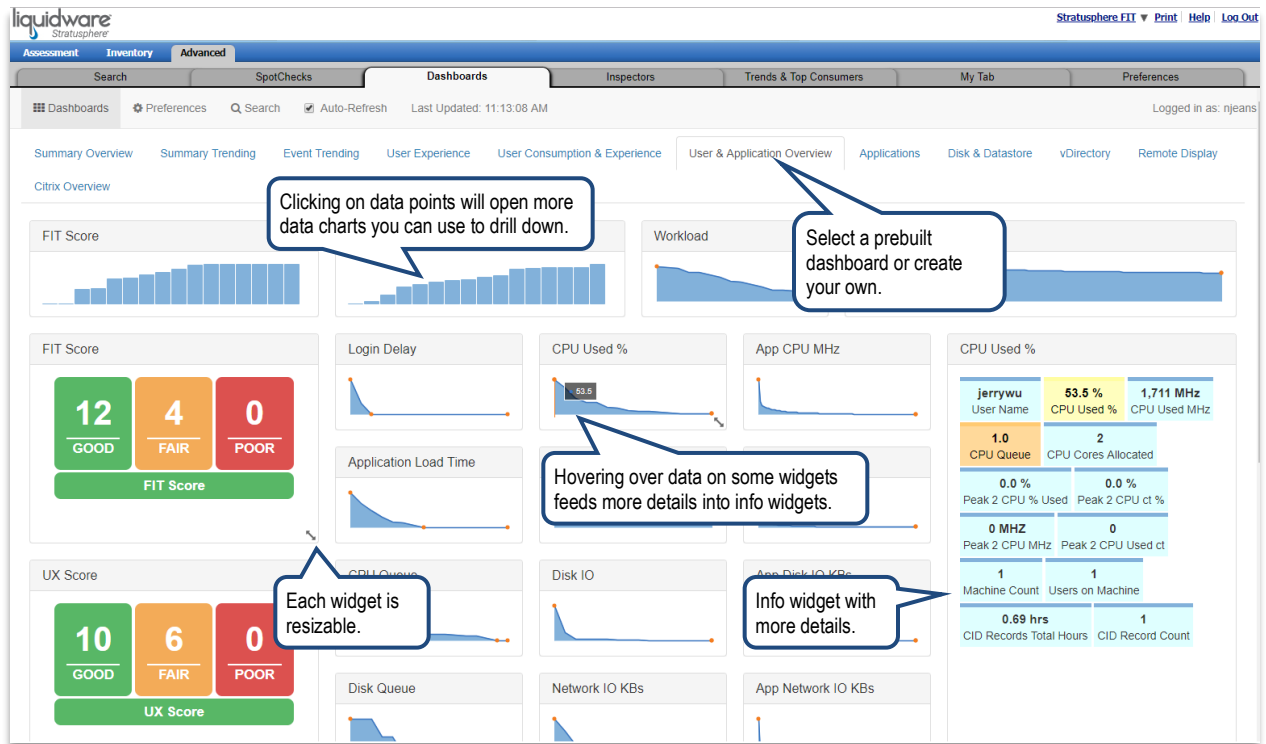 liquidware
Stratusphere
Stratusphere FIT ▼ Print Help Log Out
Assessment Inventory Advanced
Search SpotChecks Dashboards Inspectors Trends & Top Consumers My Tab Preferences
Dashboards Preferences Search Auto-Refresh Last Updated: 11:13:08 AM Logged in as: njeans
Summary Overview Summary Trending Event Trending User Experience User Consumption & Experience User & Application Overview Applications Disk & Datastore vDirectory Remote Display
Citrix Overview
Clicking on data points will open more
data charts you can use to drill down.
Select a prebuilt
dashboard or create
your own.
FIT Score Workload
FIT Score Login Delay CPU Used % App CPU MHz CPU Used %
12
GOOD
4
FAIR
0
POOR
FIT Score
53.5
jerrywu
User Name
53.5 %
CPU Used %
1,711 MHz
CPU Used MHz
1.0
CPU Queue
2
CPU Cores Allocated
0.0 %
Peak 2 CPU % Used
0.0 %
Peak 2 CPU ct %
0 MHZ
Peak 2 CPU MHz
0
Peak 2 CPU Used ct
1
Machine Count
1
Users on Machine
0.69 hrs
CID Records Total Hours
1
CID Record Count
Application Load Time
Hovering over data on some widgets
feeds more details into info widgets.
UX Score CPU Queue Disk IO App Disk IO KBs
Each widget is
resizable.
Info widget with
more details.
10
GOOD
6
FAIR
0
POOR
UX Score
Disk Queue Network IO KBs App Network IO KBs